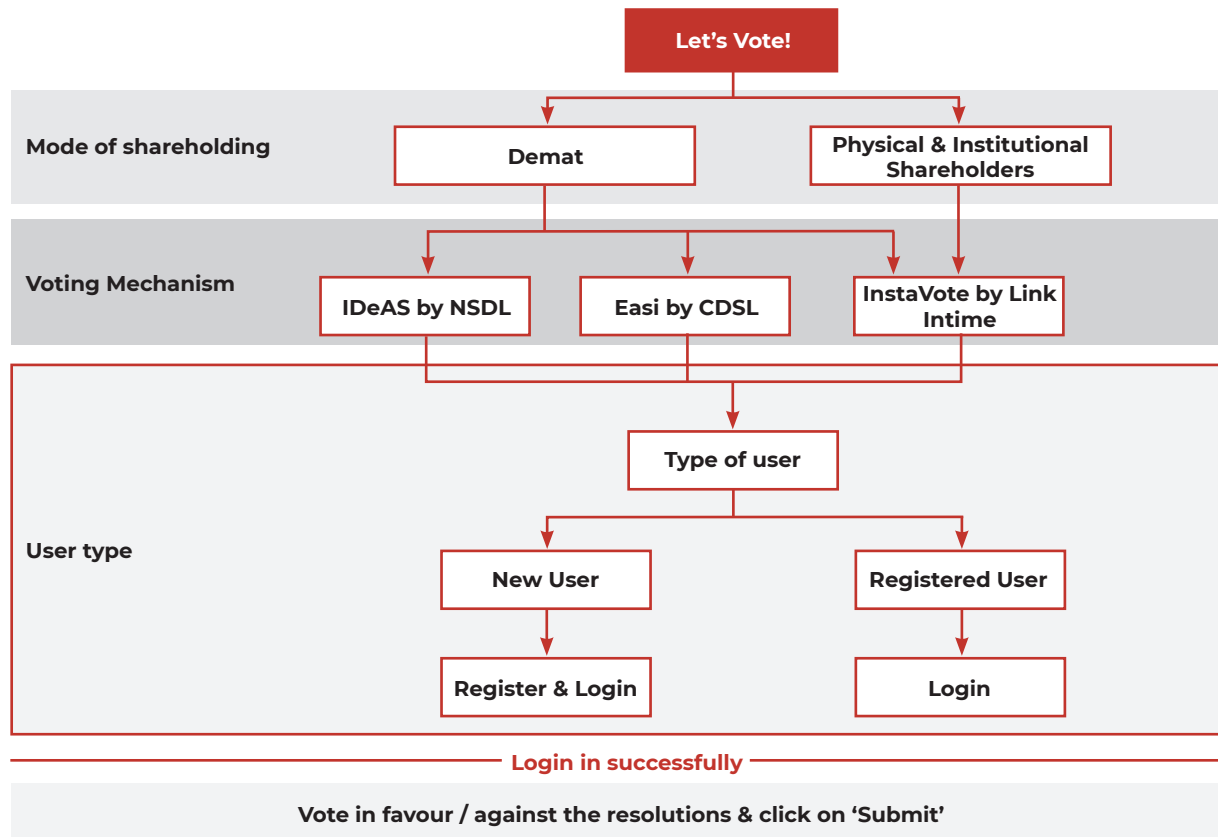 Let’s Vote!
Mode of shareholding
Demat
Physical & Institutional
Shareholders
Voting Mechanism
IDeAS by NSDL
Easi by CDSL
InstaVote by Link
Intime
Type of user
User type
New User
Registered User
Register & Login
Login
Login in successfully
Vote in favour / against the resolutions & click on ‘Submit’